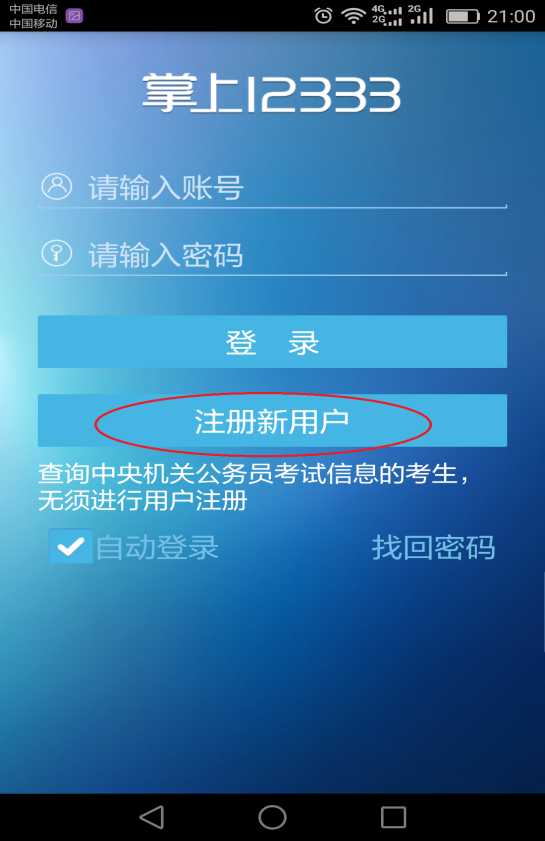 中国电信
中国移动
4G
2G
2G
21:00
掌上12333
请输入账号
请输入密码
登 录
注册新用户
查询中央机关公务员考试信息的考生，
无须进行用户注册
自动登录
找回密码